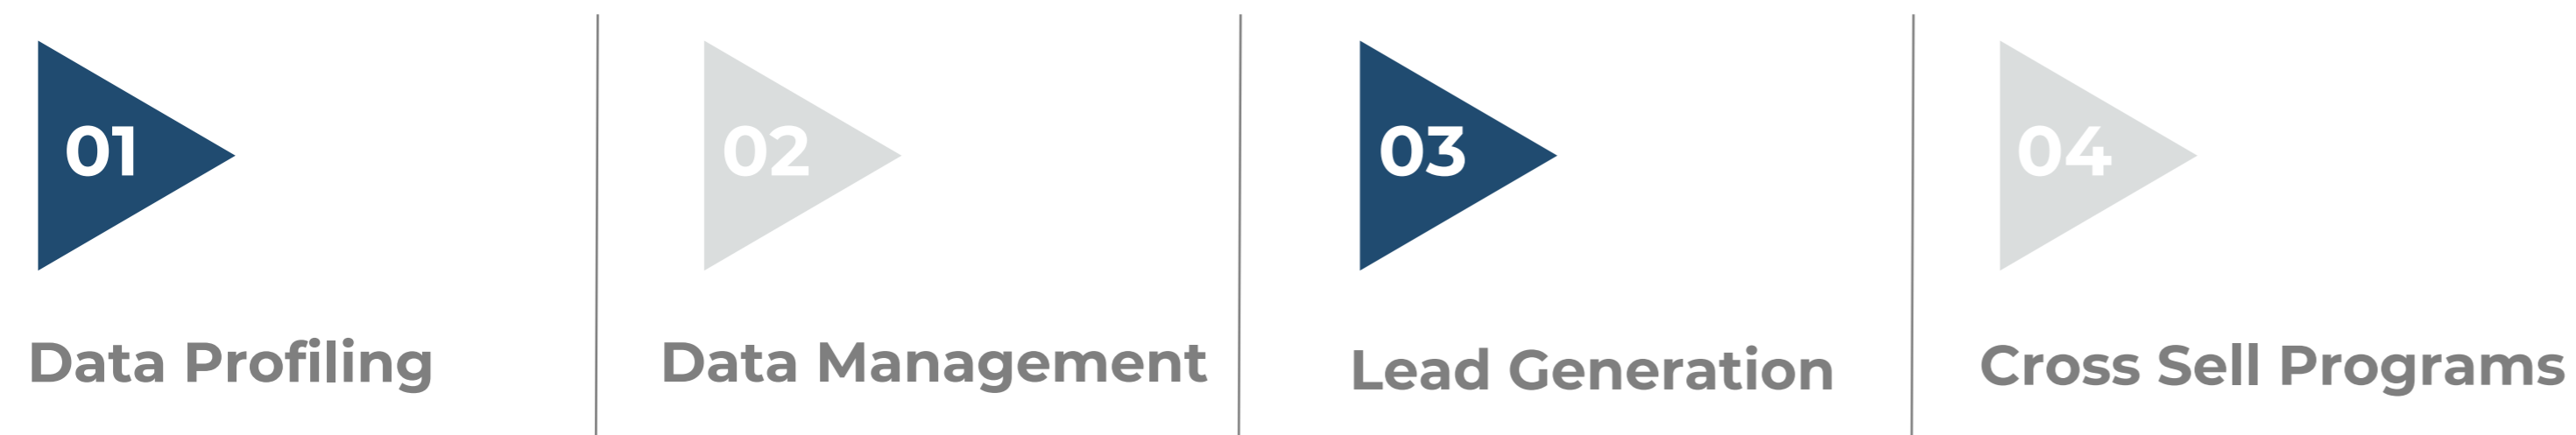 01
Data Profiling
02
Data Management
03
Lead Generation
04
Cross Sell Programs